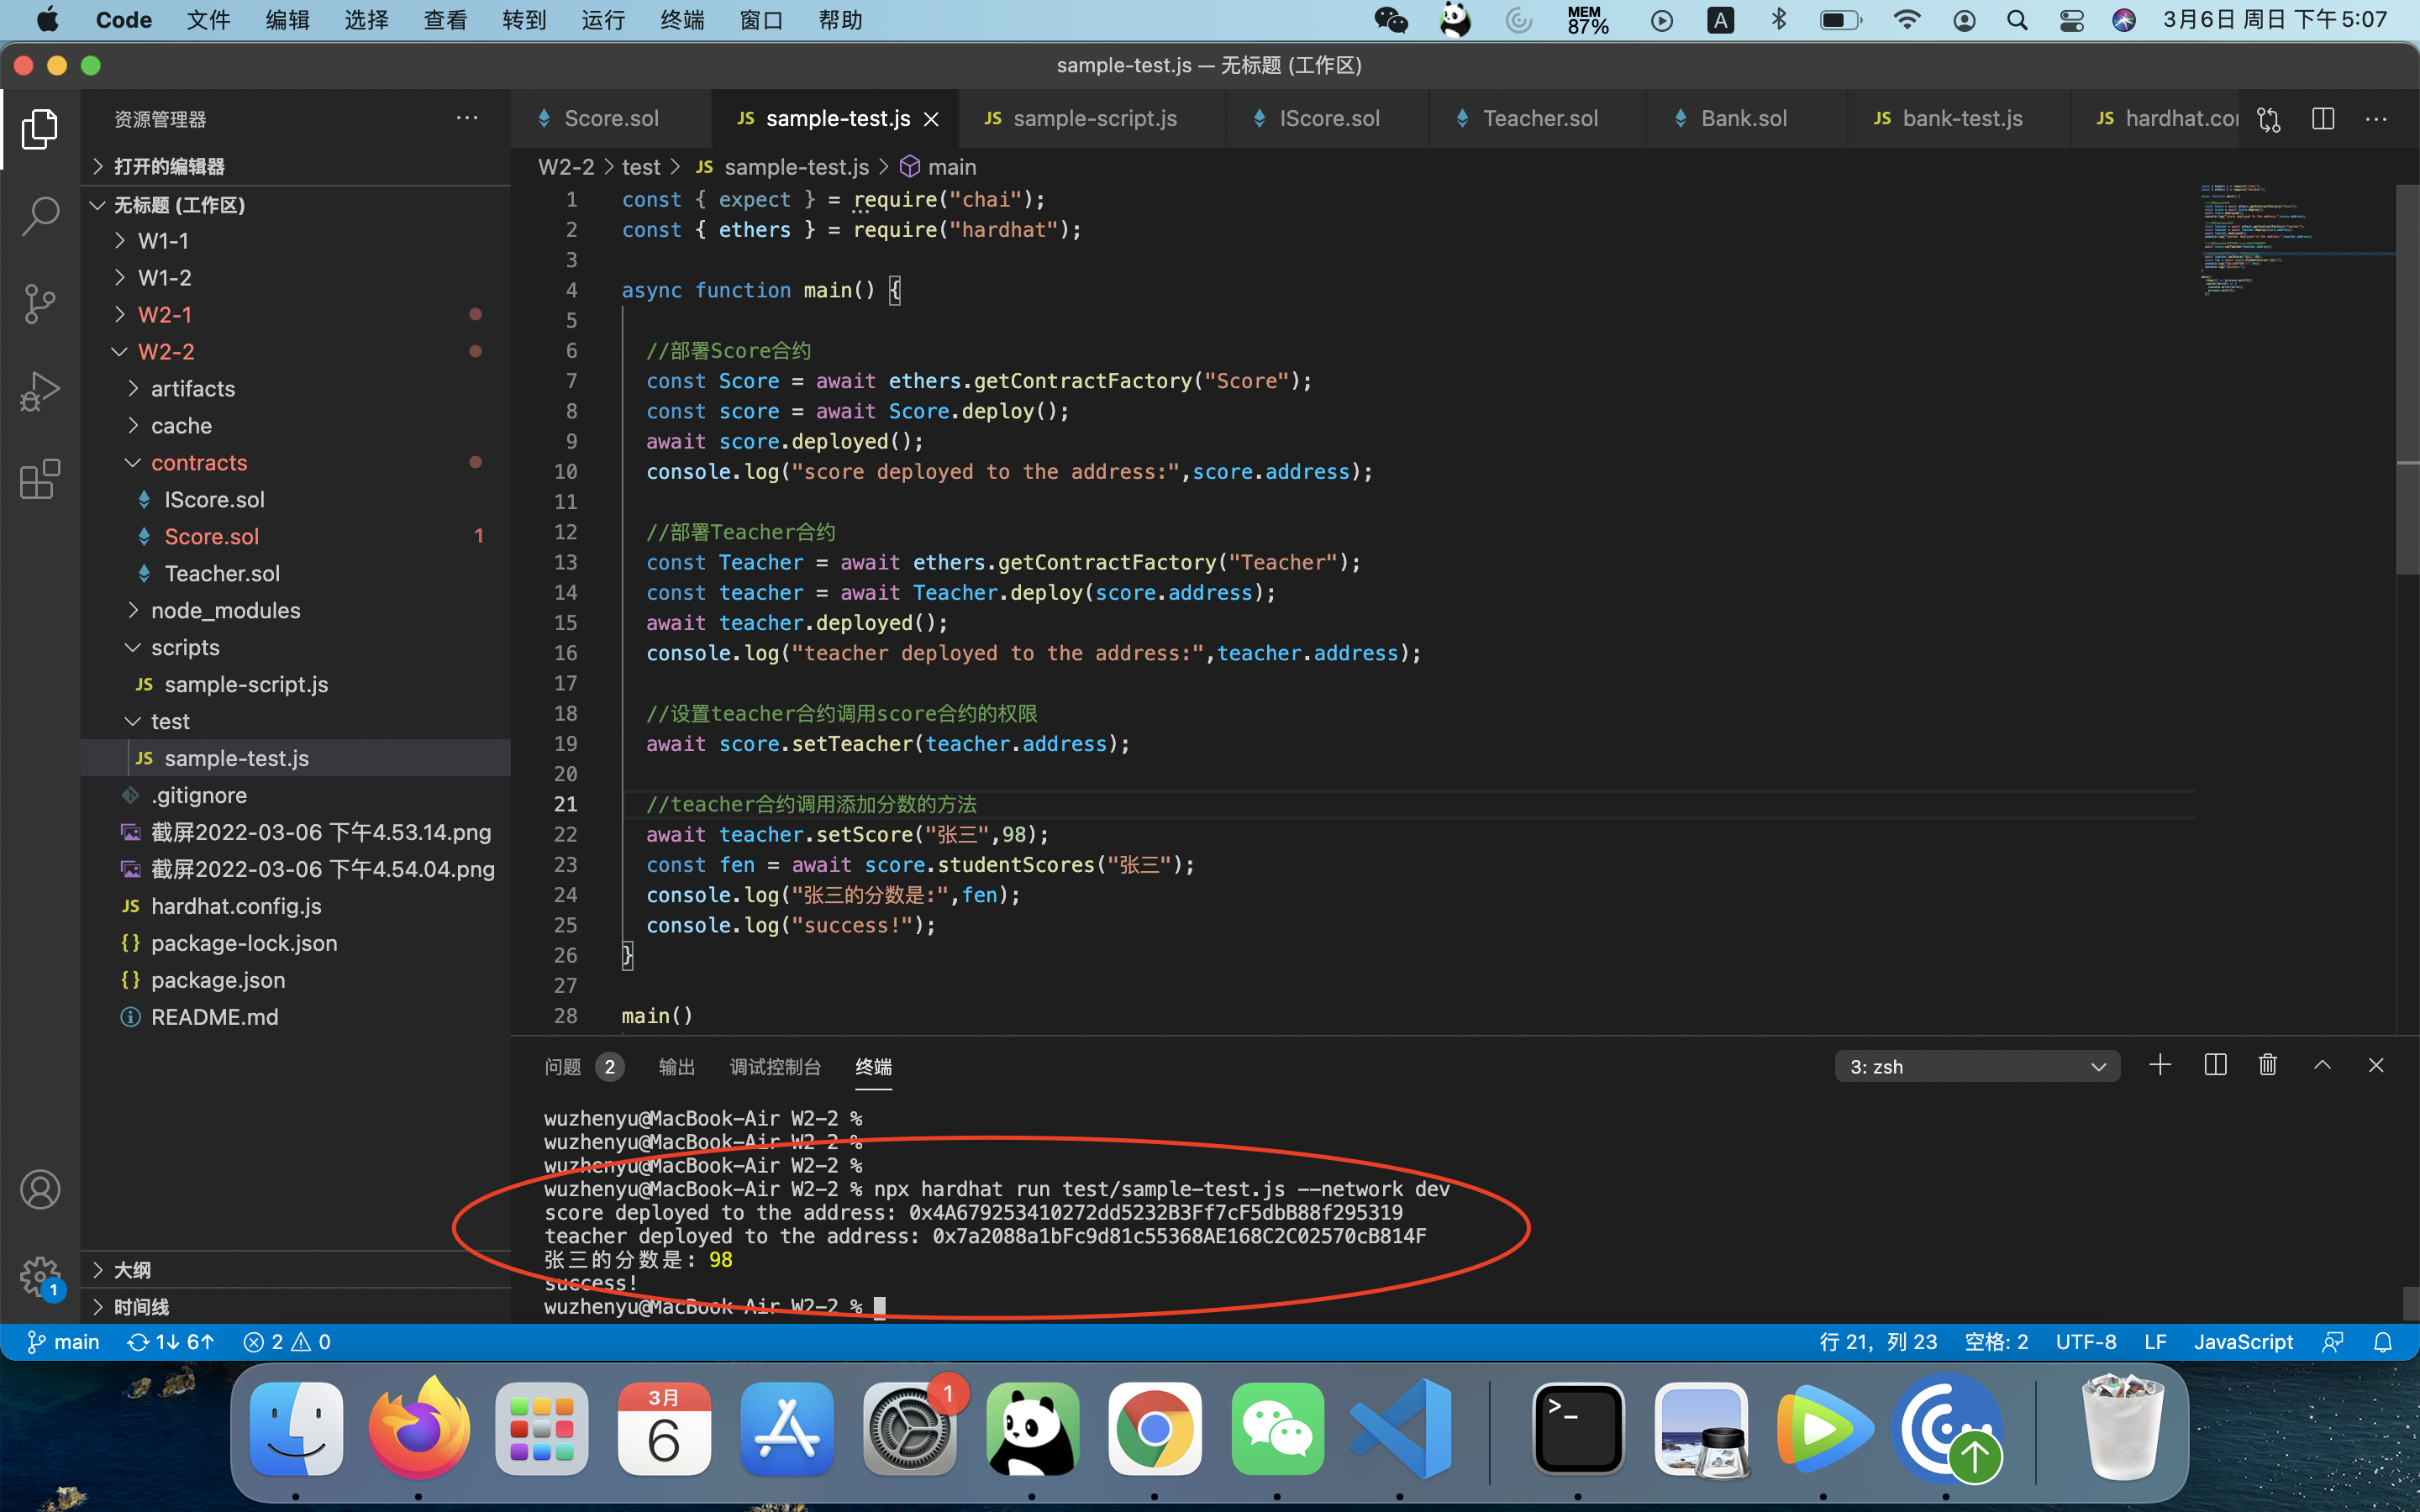 Code 文件 编辑 选择 查看 转到 运行 终端 窗口 帮助 MEM 87% A 3月6日 周日 下午5:07
sample-test.js — 无标题 (工作区)
资源管理器
打开的编辑器
无标题 (工作区)
W1-1
W1-2
W2-1
W2-2
artifacts
cache
contracts
IScore.sol
Score.sol 1
Teacher.sol
node_modules
scripts
JS sample-script.js
test
JS sample-test.js
.gitignore
截屏2022-03-06 下午4.53.14.png
截屏2022-03-06 下午4.54.04.png
JS hardhat.config.js
{} package-lock.json
{} package.json
README.md
大纲
时间线
1
Score.sol JS sample-test.js JS sample-script.js IScore.sol Teacher.sol Bank.sol JS bank-test.js JS hardhat.co
W2-2 > test > JS sample-test.js > main
1 const { expect } = require("chai");
2 const { ethers } = require("hardhat");
3
4 async function main() {
5
6 //部署Score合约
7 const Score = await ethers.getContractFactory("Score");
8 const score = await Score.deploy();
9 await score.deployed();
10 console.log("score deployed to the address:",score.address);
11
12 //部署Teacher合约
13 const Teacher = await ethers.getContractFactory("Teacher");
14 const teacher = await Teacher.deploy(score.address);
15 await teacher.deployed();
16 console.log("teacher deployed to the address:",teacher.address);
17
18 //设置teacher合约调用score合约的权限
19 await score.setTeacher(teacher.address);
20
21 //teacher合约调用添加分数的方法
22 await teacher.setScore("张三",98);
23 const fen = await score.studentScores("张三");
24 console.log("张三的分数是:",fen);
25 console.log("success!");
26 }
27
28 main()
问题 2 输出 调试控制台 终端 3: zsh
wuzhenyu@MacBook-Air W2-2 %
wuzhenyu@MacBook-Air W2-2 %
wuzhenyu@MacBook-Air W2-2 %
wuzhenyu@MacBook-Air W2-2 % npx hardhat run test/sample-test.js --network dev
score deployed to the address: 0x4A679253410272dd5232B3Ff7cF5dbB88f295319
teacher deployed to the address: 0x7a2088a1bFc9d81c55368AE168C2C02570cB814F
张三的分数是: 98
success!
wuzhenyu@MacBook-Air W2-2 %
main 1↓ 6↑ 2 0 行 21, 列 23 空格: 2 UTF-8 LF JavaScript
3月
6
1
>_